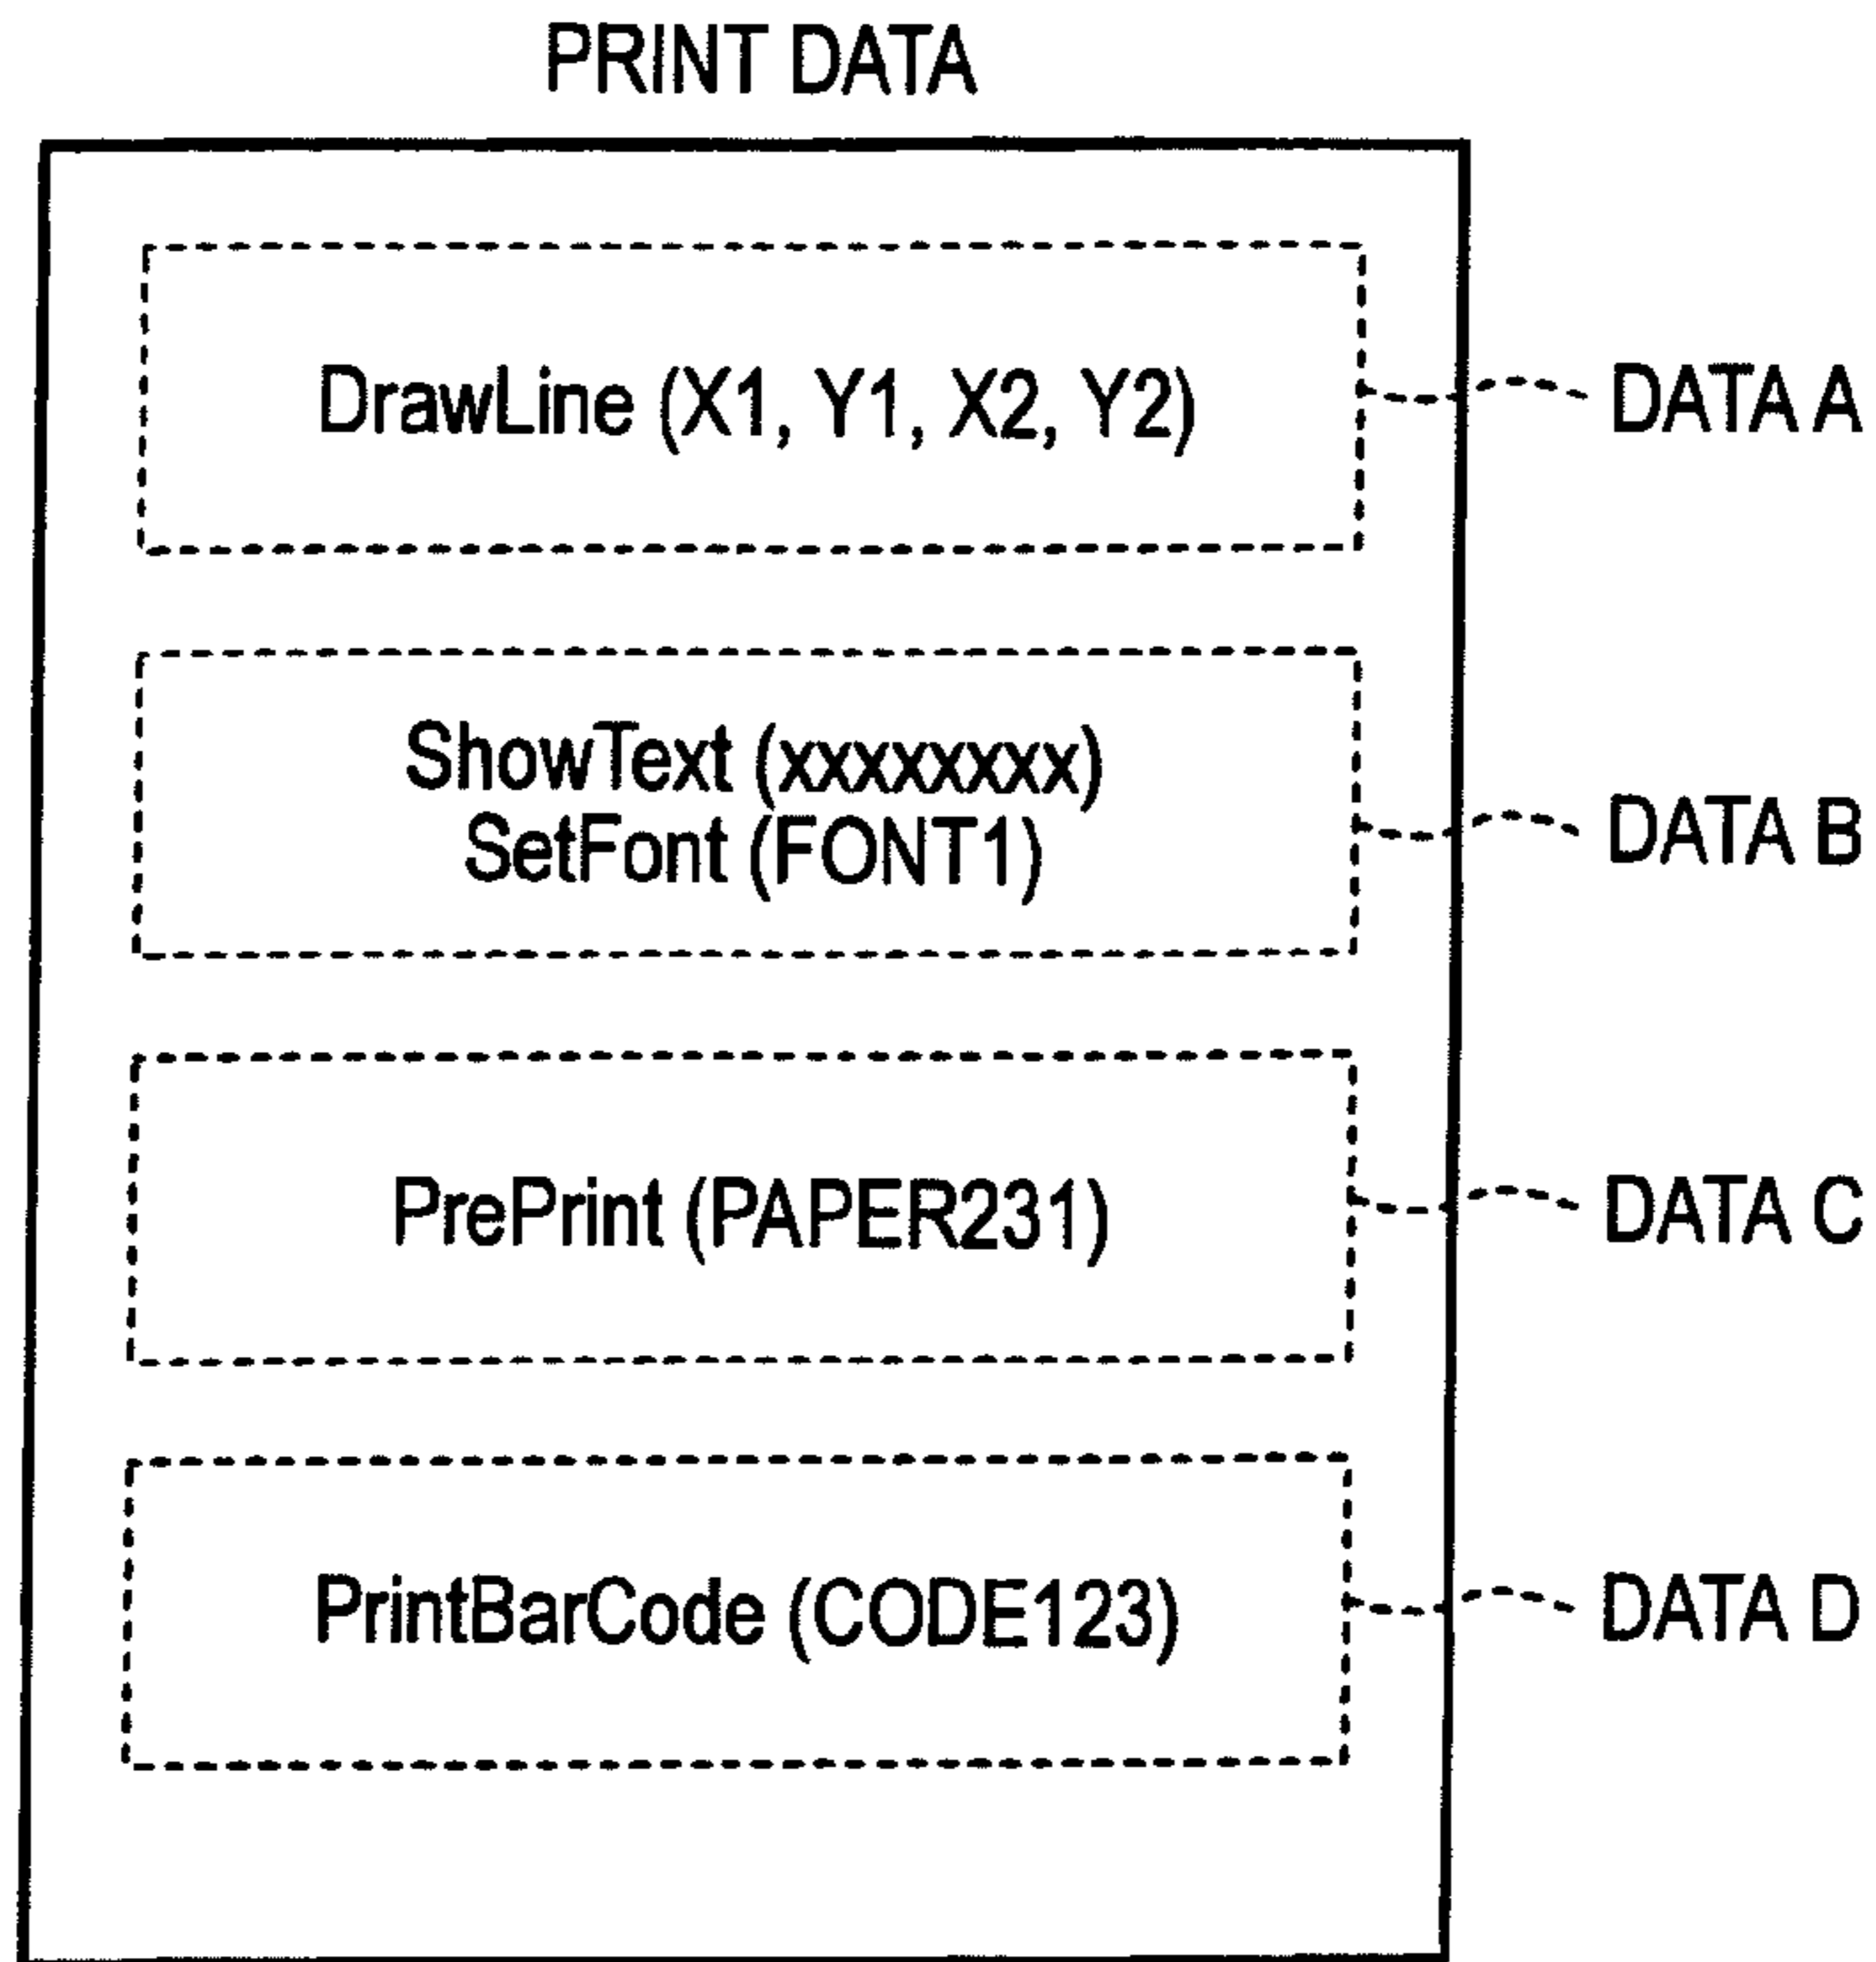 PRINT DATA
DrawLine (X1, Y1, X2, Y2)
DATA A
ShowText (xxxxxxxx)
SetFont (FONT1)
DATA B
PrePrint (PAPER231)
DATA C
PrintBarCode (CODE123)
DATA D